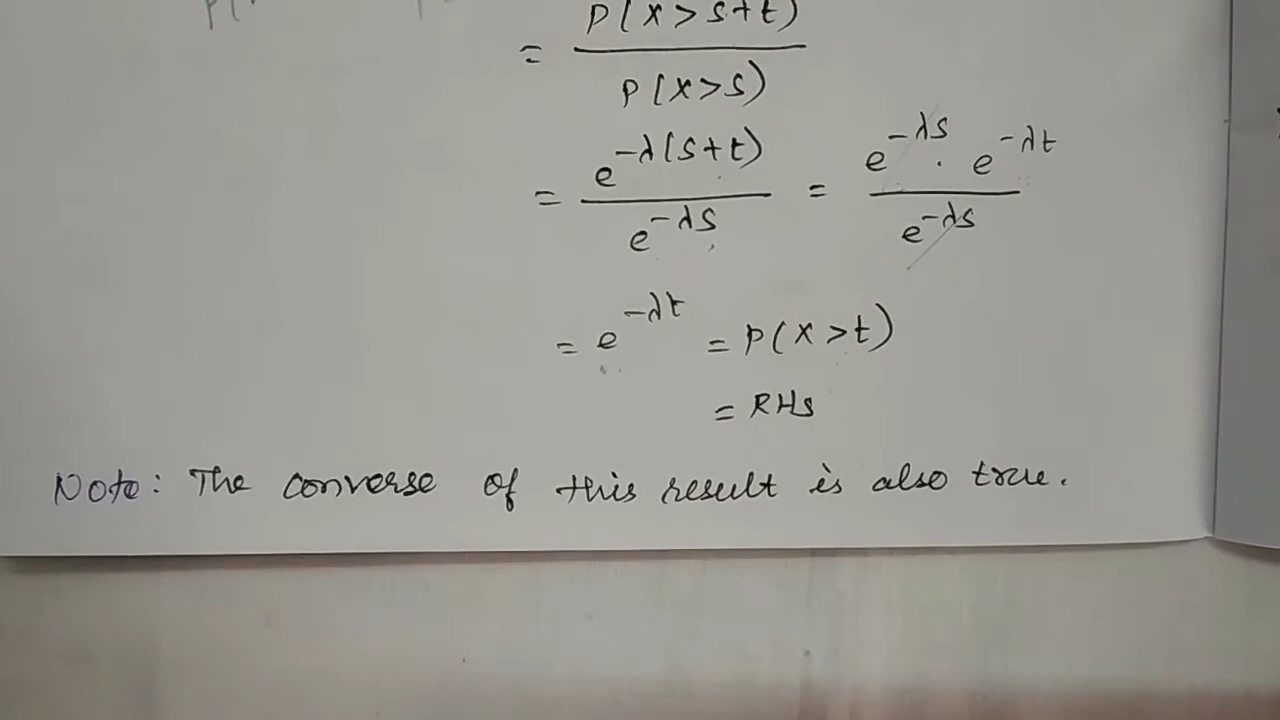 = P(X>s+t)
P(X>s)
= e^-λ(s+t) / e^-λs = e^-λs . e^-λt / e^-λs
= e^-λt = P(X>t)
= RHS
Note: The converse of this result is also true.